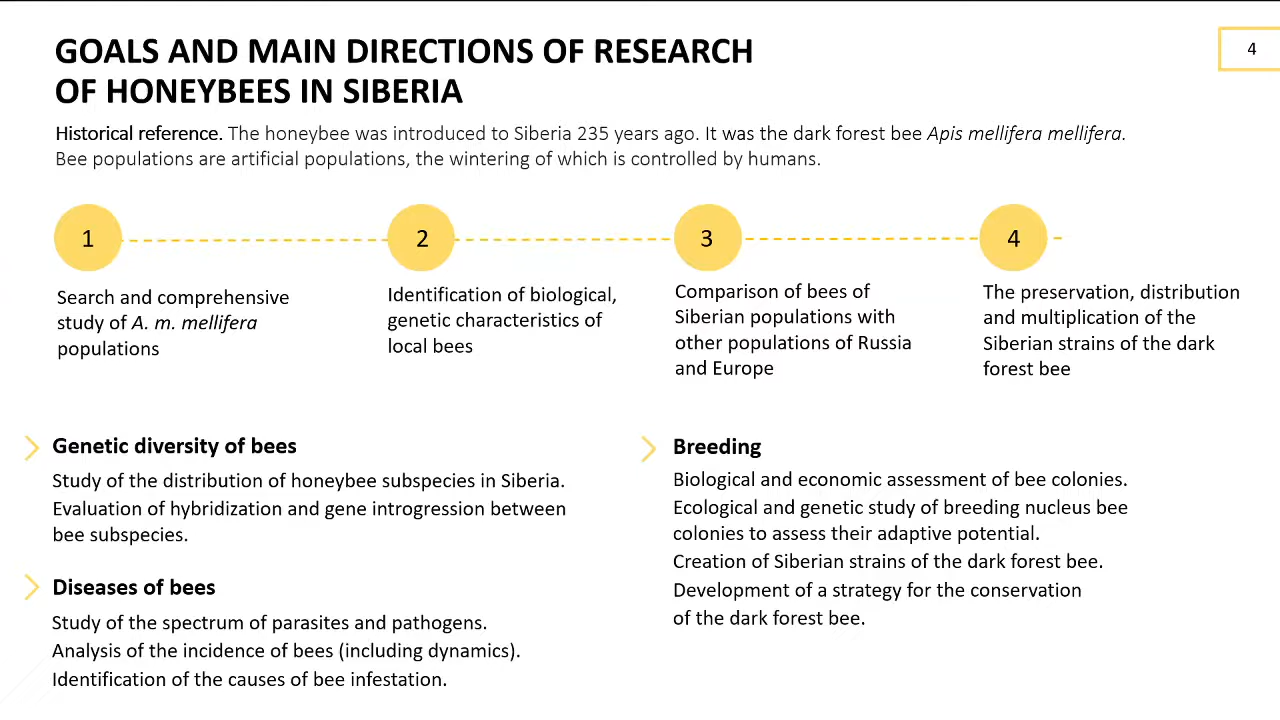 GOALS AND MAIN DIRECTIONS OF RESEARCH
OF HONEYBEES IN SIBERIA
4
Historical reference. The honeybee was introduced to Siberia 235 years ago. It was the dark forest bee Apis mellifera mellifera.
Bee populations are artificial populations, the wintering of which is controlled by humans.
1
Search and comprehensive
study of A. m. mellifera
populations
2
Identification of biological,
genetic characteristics of
local bees
3
Comparison of bees of
Siberian populations with
other populations of Russia
and Europe
4
The preservation, distribution
and multiplication of the
Siberian strains of the dark
forest bee
Genetic diversity of bees
Study of the distribution of honeybee subspecies in Siberia.
Evaluation of hybridization and gene introgression between
bee subspecies.
Diseases of bees
Study of the spectrum of parasites and pathogens.
Analysis of the incidence of bees (including dynamics).
Identification of the causes of bee infestation.
Breeding
Biological and economic assessment of bee colonies.
Ecological and genetic study of breeding nucleus bee
colonies to assess their adaptive potential.
Creation of Siberian strains of the dark forest bee.
Development of a strategy for the conservation
of the dark forest bee.